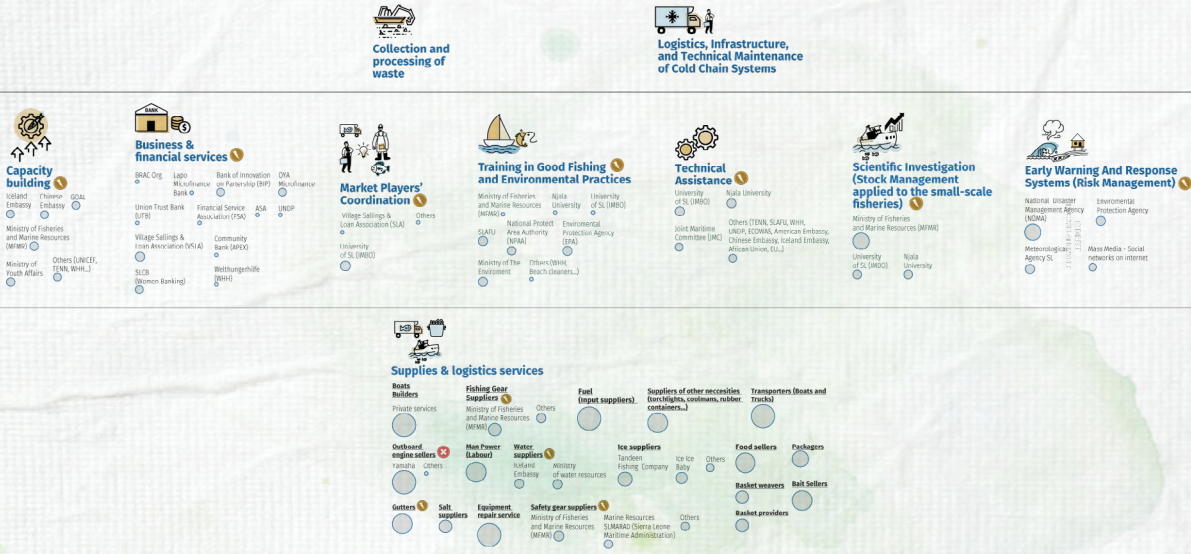 Collection and
processing of
waste
Logistics, Infrastructure,
and Technical Maintenance
of Cold Chain Systems
Capacity
building
Iceland
Embessy
Chinese
Embassy
GOAL
Ministry of Fisheries
and Marine Resources
(MFMR)
Ministry of
Youth Affairs
Others (UNICEF,
TENN, WHH...)
BANK
Business &
financial services
BRAC Org.
Lapo
Microfinance
Bank
Bank of Innovation
on Partership (BIP)
OYA
Microfinance
Union Trust Bank
(UTB)
Financial Service
Association (FSA)
ASA
UNDP
Village Sallings &
Loan Association (VSLA)
Community
Bank (APEX)
SLCB
(Women Banking)
Welthungerhilfe
(WHH)
Market Players'
Coordination
Village Sallings &
Loan Association (SLA)
Others
University
of SL (IMBO)
Training in Good Fishing
and Environmental Practices
Ministry of Fisheries
and Marine Resources
(MFMR)
Njala
University
University
of SL (IMBO)
SLAFU
National Protect
Area Authority
(NPAA)
Enviromental
Protection Agency
(EPA)
Ministry of The
Enviroment
Others (WHH,
Beach cleaners...)
Technical
Assistance
University
of SL (IMBO)
Njala University
Joint Maritime
Committee (JMC)
Others (TENN, SLAFU, WHH,
UNDP, ECOWAS, American Embassy,
Chinese Embassy, Iceland Embassy,
African Union, EU...)
Scientific Investigation
(Stock Management
applied to the small-scale
fisheries)
Ministry of Fisheries
and Marine Resources (MFMR)
University
of SL (IMDO)
Njala
University
Early Warning And Response
Systems (Risk Management)
National Disaster
Management Agency
(NDMA)
Enviromental
Protection Agency
Meteorological
Agency SL
Mass Media - Social
networks on internet
Supplies & logistics services
Boats
Builders
Private services
Fishing Gear
Suppliers
Ministry of Fisheries
and Marine Resources
(MFMR)
Others
Fuel
(Input suppliers)
Suppliers of other neccesities
(torchlights, coolmans, rubber
containers...)
Transporters (Boats and
Trucks)
Outboard
engine sellers
Yamaha
Others
Man Power
(Labour)
Water
suppliers
Iceland
Embassy
Ministry
of water resources
Ice suppliers
Tandeen
Fishing Company
Ice Ice
Baby
Others
Food sellers
Packagers
Basket weavers
Bait Sellers
Basket providers
Gutters
Salt
suppliers
Equipment
repair service
Safety gear suppliers
Ministry of Fisheries
and Marine Resources
(MFMR)
Marine Resources
SLMARAD (Sierra Leone
Maritime Administration)
Others